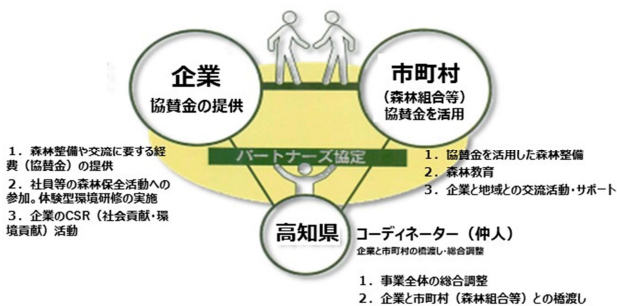 企業
協賛金の提供
市町村
（森林組合等）
協賛金を活用
パートナーズ協定
１．森林整備や交流に要する経
費（協賛金）の提供
２．社員等の森林保全活動への
参加。体験型環境研修の実施
３．企業のCSR（社会貢献・環
境貢献）活動
１．協賛金を活用した森林整備
２．森林教育
３．企業と地域との交流活動・サポート
高知県
コーディネーター（仲人）
企業と市町村の橋渡し・総合調整
１．事業全体の総合調整
２．企業と市町村（森林組合等）との橋渡し